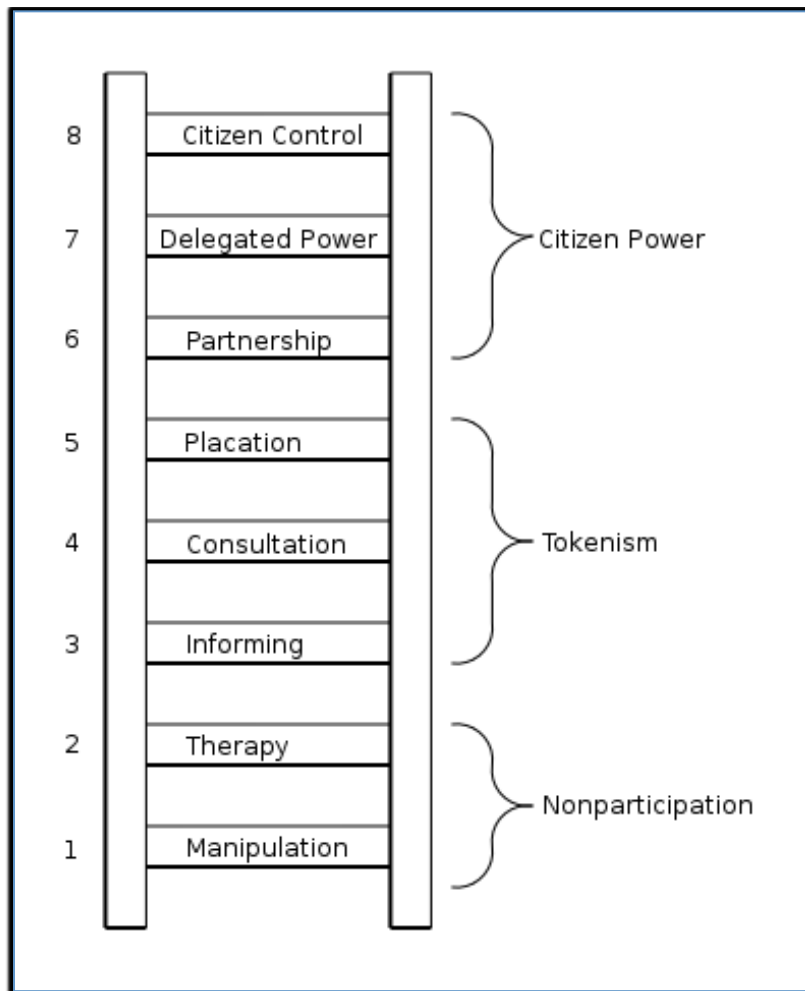 8 Citizen Control
7 Delegated Power Citizen Power
6 Partnership
5 Placation
4 Consultation Tokenism
3 Informing
2 Therapy
Nonparticipation
1 Manipulation